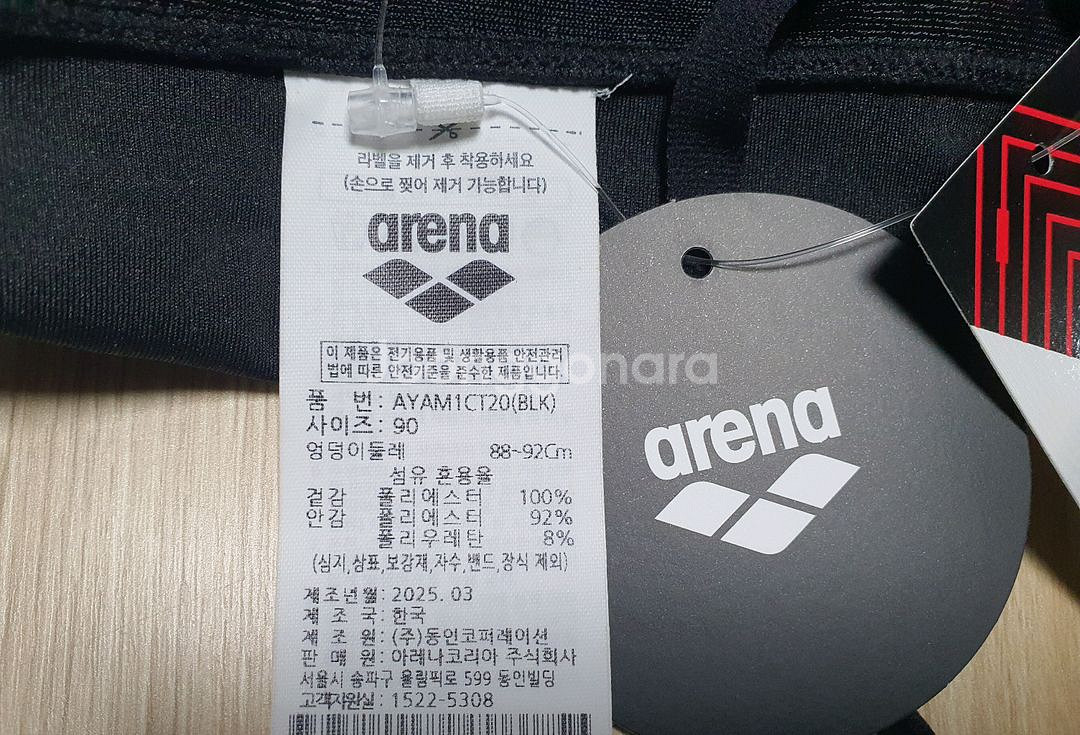 라벨을 제거 후 착용하세요
(손으로 찢어 제거 가능합니다)
arena
이 제품은 전기용품 및 생활용품 안전관리
법에 따른 안전기준을 준수한 제품입니다.
품 번: AYAM1CT20(BLK)
사이즈: 90
엉덩이둘레 88~92Cm
섬유 혼용율
겉감 폴리에스터 100%
안감 폴리에스터 92%
폴리우레탄 8%
(심지,상표,보강재,자수,밴드,장식 제외)
제조년월: 2025. 03
제 조 국: 한국
제 조 원: (주)동인코퍼레이션
판 매 원: 아레나코리아 주식회사
서울시 송파구 올림픽로 599 동인빌딩
고객지원실: 1522-5308
arena